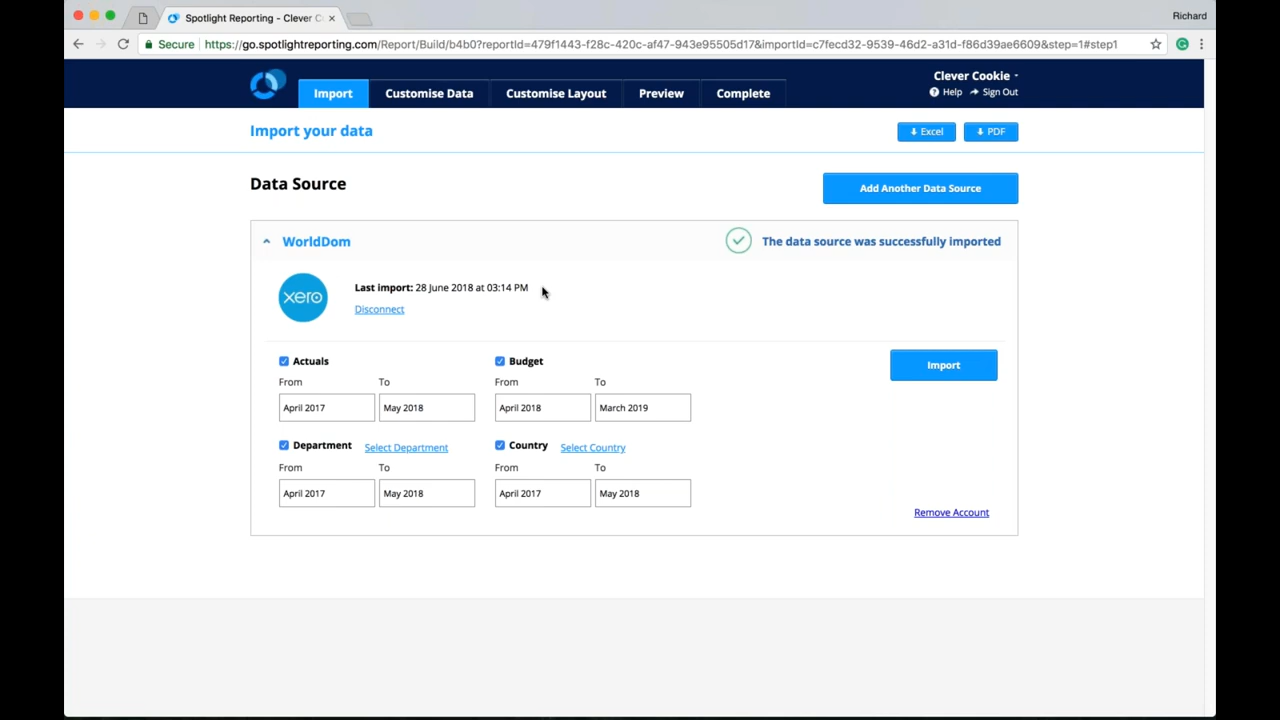 Spotlight Reporting - Clever C
Richard
Secure
https://go.spotlightreporting.com/Report/Build/b4b0?reportId=479f1443-f28c-420c-af47-943e95505d17&importId=c7fecd32-9539-46d2-a31d-f86d39ae6609&step=1#step1
Import
Customise Data
Customise Layout
Preview
Complete
Clever Cookie
Help
Sign Out
Import your data
Excel
PDF
Data Source
Add Another Data Source
WorldDom
The data source was successfully imported
xero
Last import: 28 June 2018 at 03:14 PM
Disconnect
Actuals
From To
April 2017 May 2018
Budget
From To
April 2018 March 2019
Import
Department Select Department
From To
April 2017 May 2018
Country Select Country
From To
April 2017 May 2018
Remove Account